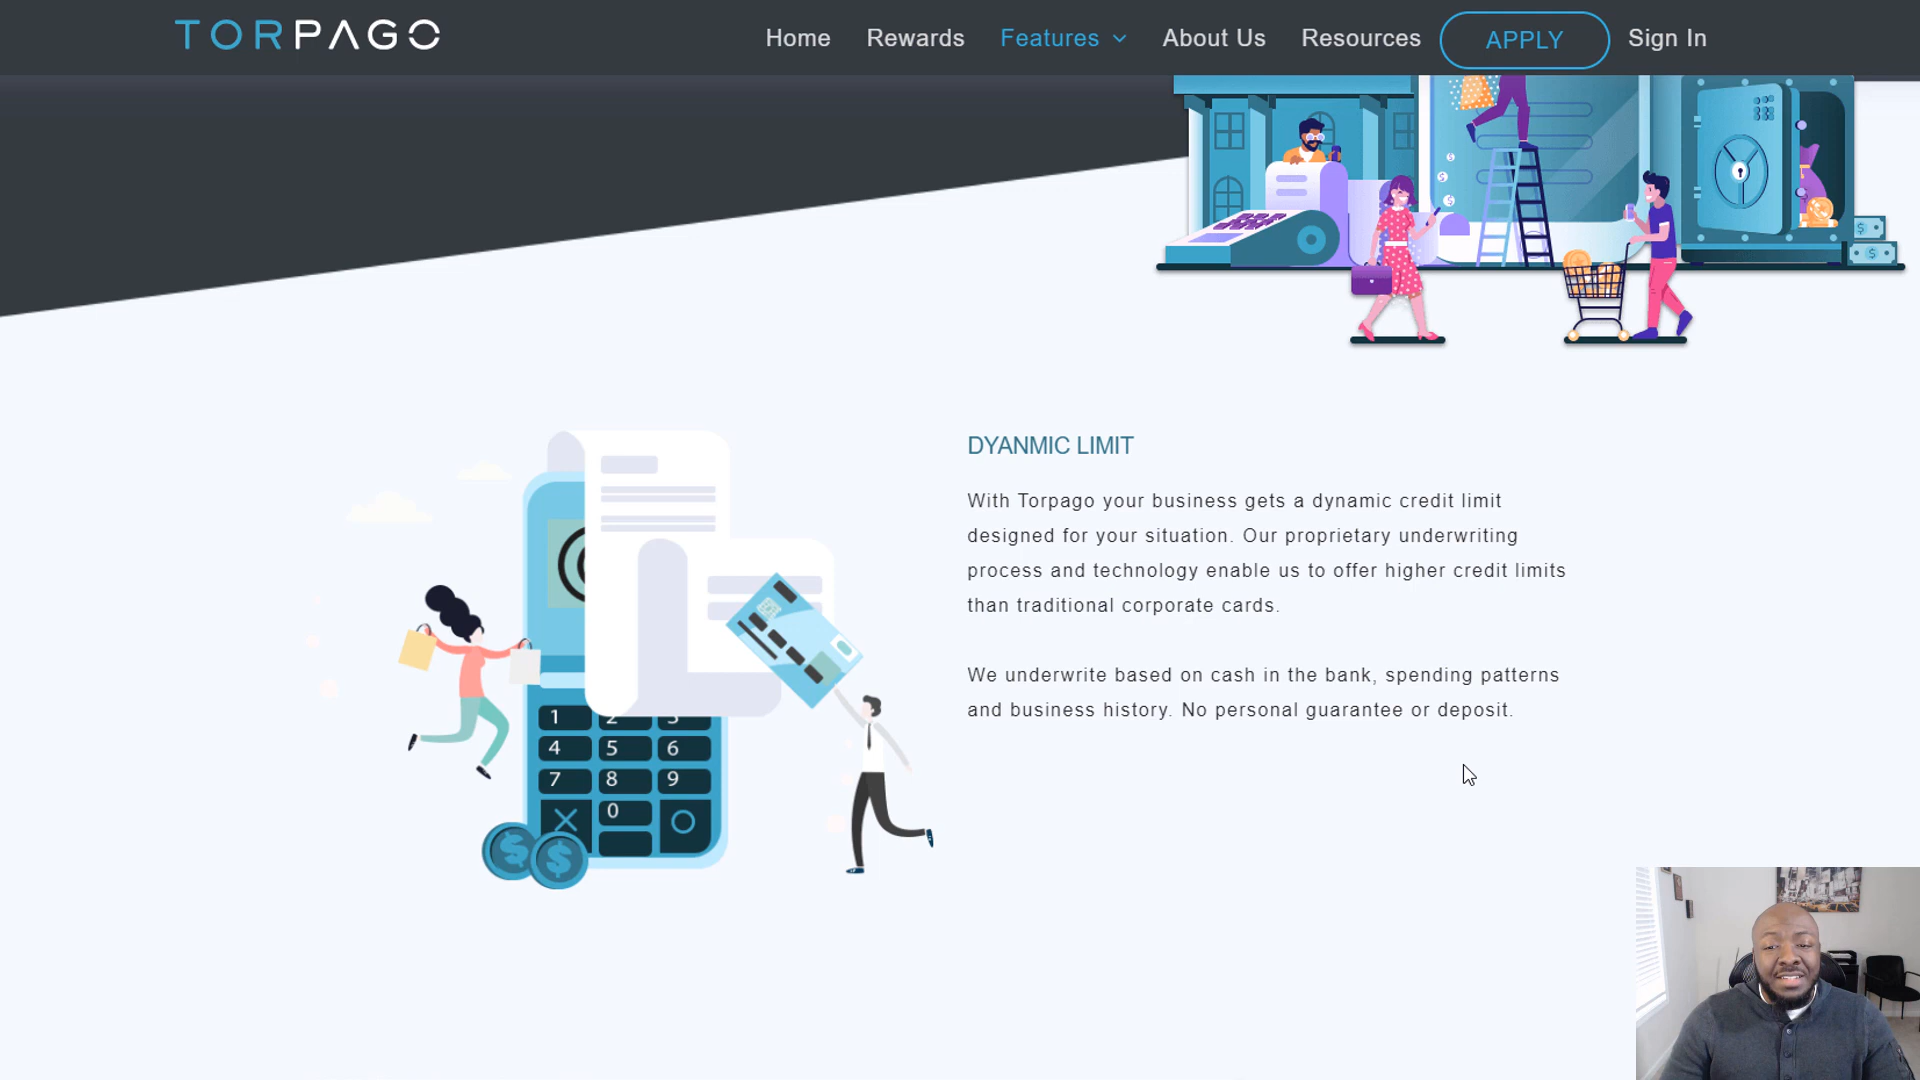 TORPAGO
Home Rewards Features About Us Resources APPLY Sign In
DYANMIC LIMIT
With Torpago your business gets a dynamic credit limit
designed for your situation. Our proprietary underwriting
process and technology enable us to offer higher credit limits
than traditional corporate cards.
We underwrite based on cash in the bank, spending patterns
and business history. No personal guarantee or deposit.
1 2 3
4 5 6
7 8 9
0
$ $